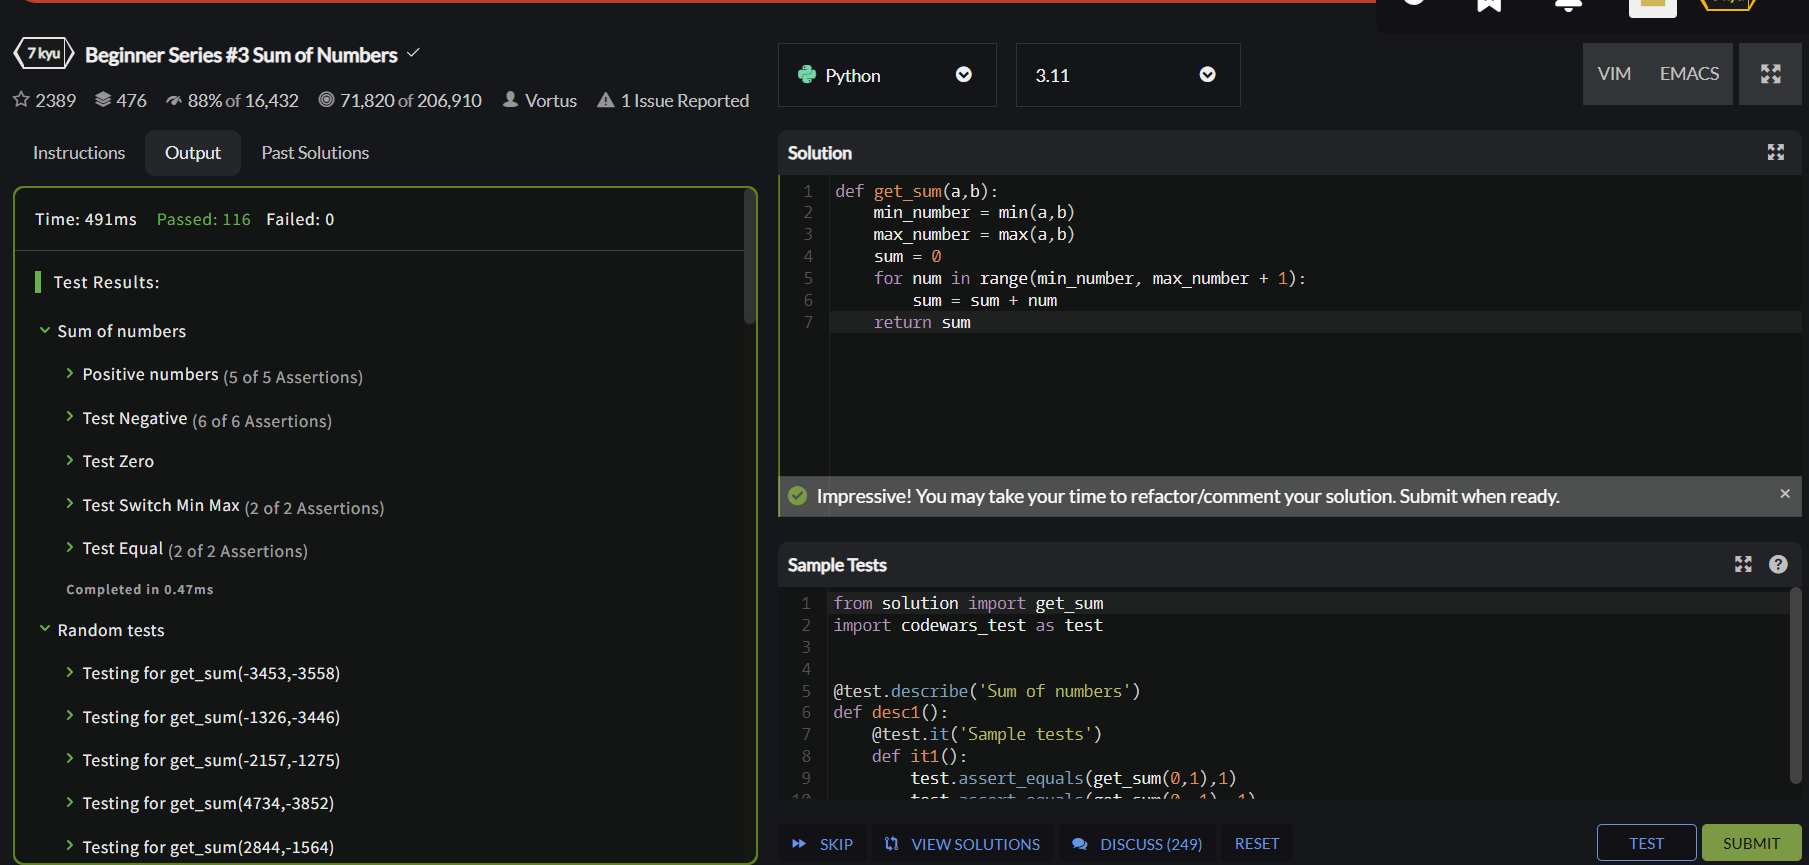 7 kyu Beginner Series #3 Sum of Numbers
2389 476 88% of 16,432 71,820 of 206,910 Vortus 1 Issue Reported
Instructions Output Past Solutions
Time: 491ms Passed: 116 Failed: 0
Test Results:
Sum of numbers
Positive numbers (5 of 5 Assertions)
Test Negative (6 of 6 Assertions)
Test Zero
Test Switch Min Max (2 of 2 Assertions)
Test Equal (2 of 2 Assertions)
Completed in 0.47ms
Random tests
Testing for get_sum(-3453,-3558)
Testing for get_sum(-1326,-3446)
Testing for get_sum(-2157,-1275)
Testing for get_sum(4734,-3852)
Testing for get_sum(2844,-1564)
Python 3.11 VIM EMACS
Solution
1 def get_sum(a,b):
2 min_number = min(a,b)
3 max_number = max(a,b)
4 sum = 0
5 for num in range(min_number, max_number + 1):
6 sum = sum + num
7 return sum
Impressive! You may take your time to refactor/comment your solution. Submit when ready. ×
Sample Tests ?
1 from solution import get_sum
2 import codewars_test as test
3
4
5 @test.describe('Sum of numbers')
6 def desc1():
7 @test.it('Sample tests')
8 def it1():
9 test.assert_equals(get_sum(0,1),1)
SKIP VIEW SOLUTIONS DISCUSS (249) RESET TEST SUBMIT